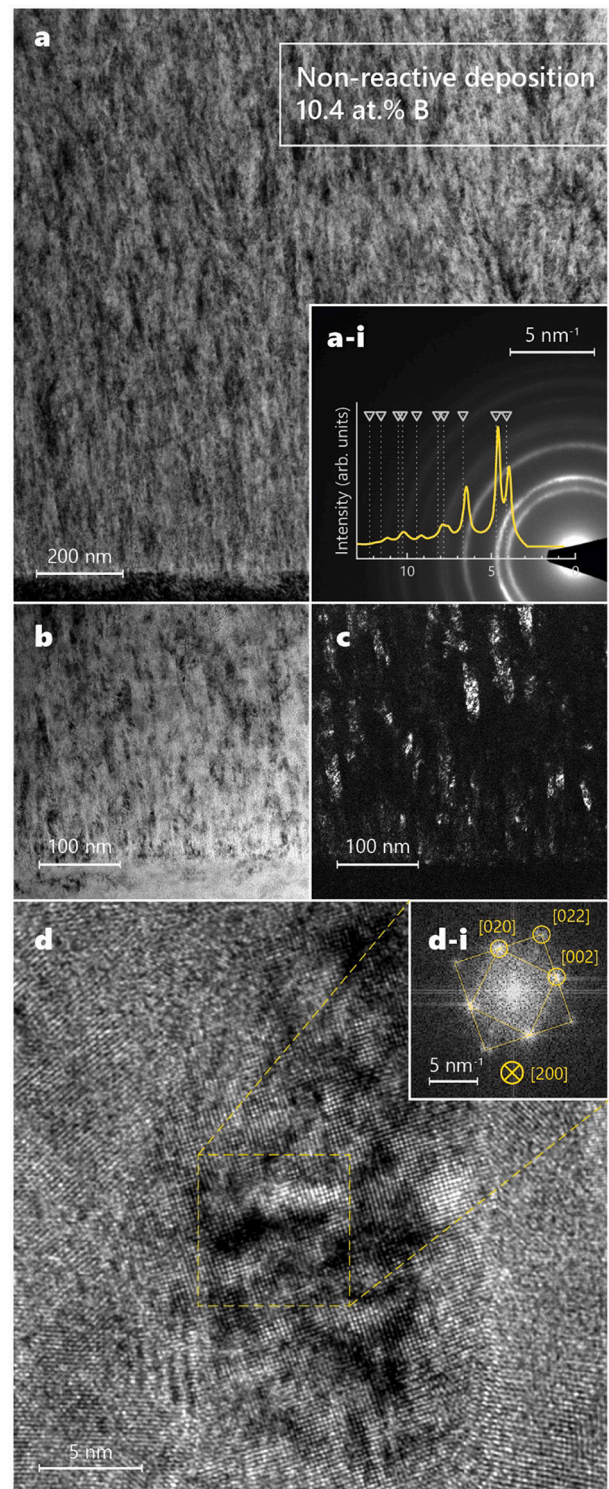 a
Non-reactive deposition
10.4 at.% B
200 nm
a-i
5 nm⁻¹
Intensity (arb. units)
10
5
0
b
100 nm
c
100 nm
d
5 nm
d-i
[020]
[022]
[002]
5 nm⁻¹
[200]